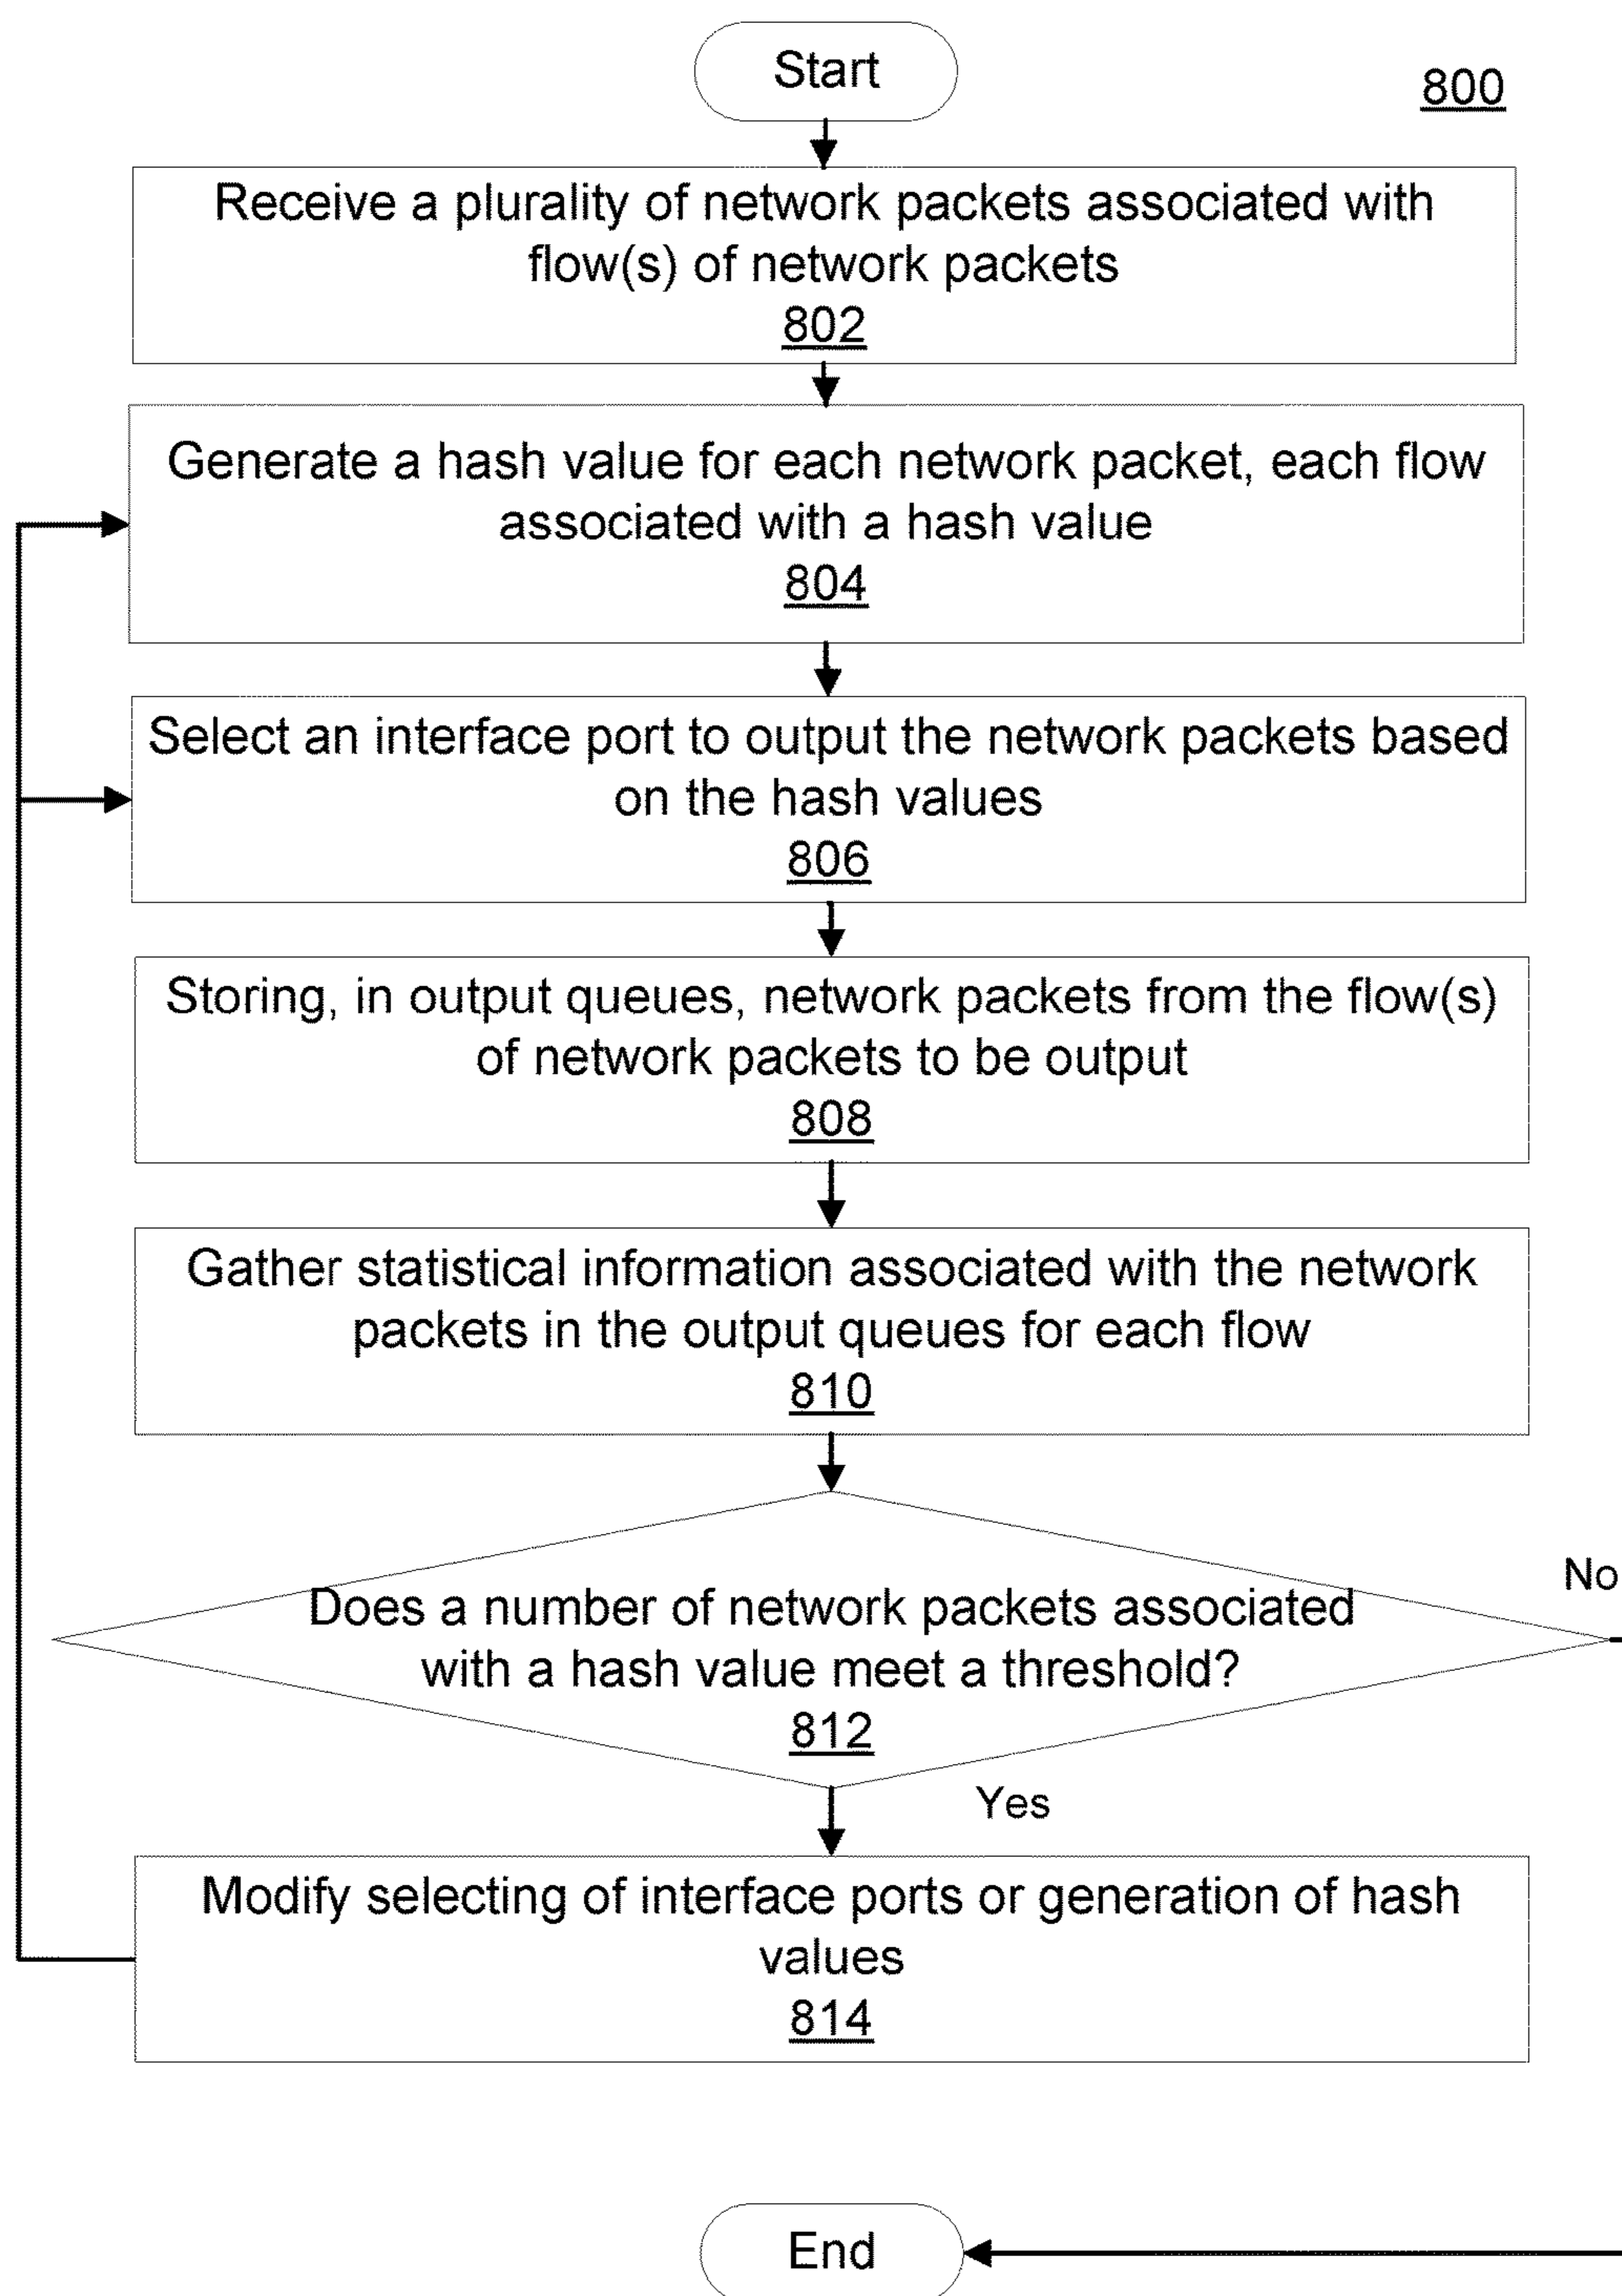 Start
800
Receive a plurality of network packets associated with
flow(s) of network packets
802
Generate a hash value for each network packet, each flow
associated with a hash value
804
Select an interface port to output the network packets based
on the hash values
806
Storing, in output queues, network packets from the flow(s)
of network packets to be output
808
Gather statistical information associated with the network
packets in the output queues for each flow
810
No
Does a number of network packets associated
with a hash value meet a threshold?
812
Yes
Modify selecting of interface ports or generation of hash
values
814
End